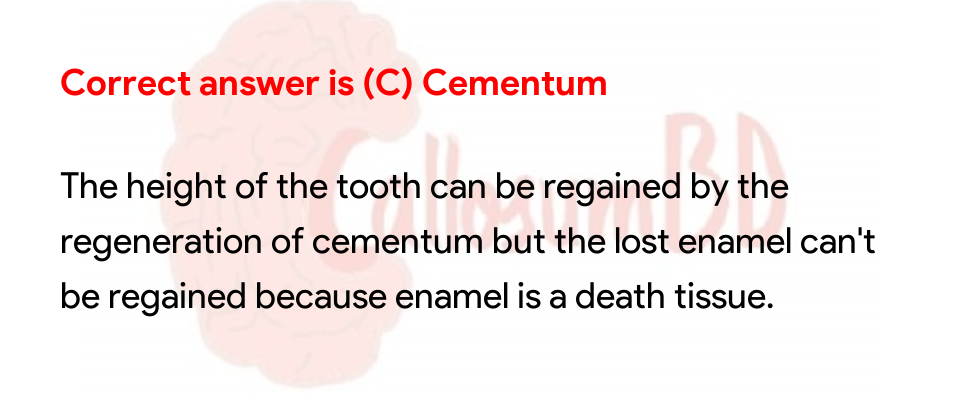 Correct answer is (C) Cementum
The height of the tooth can be regained by the
regeneration of cementum but the lost enamel can't
be regained because enamel is a death tissue.
CallosumBD